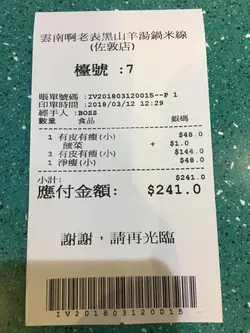 雲南啊老表黑山羊湯鍋米線
(佐敦店)
檯號 :7
賬單號碼 :IV201803120015--P 1
印單時間 :2018/03/12 12:29
經手人 :BOSS
數量 食品 銀碼
1 有皮有瘦(小) $48.0
酸菜 + $1.0
3 有皮有瘦(小) $144.0
1 淨瘦(小) $48.0
小計: $241.0
應付金額: $241.0
謝謝, 請再光臨
IV201803120015